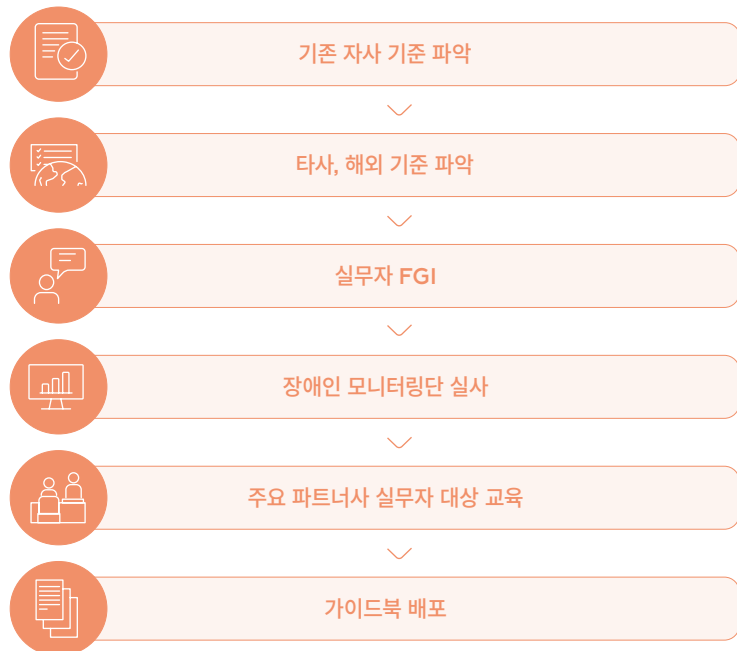 기존 자사 기준 파악
타사, 해외 기준 파악
실무자 FGI
장애인 모니터링단 실사
주요 파트너사 실무자 대상 교육
가이드북 배포